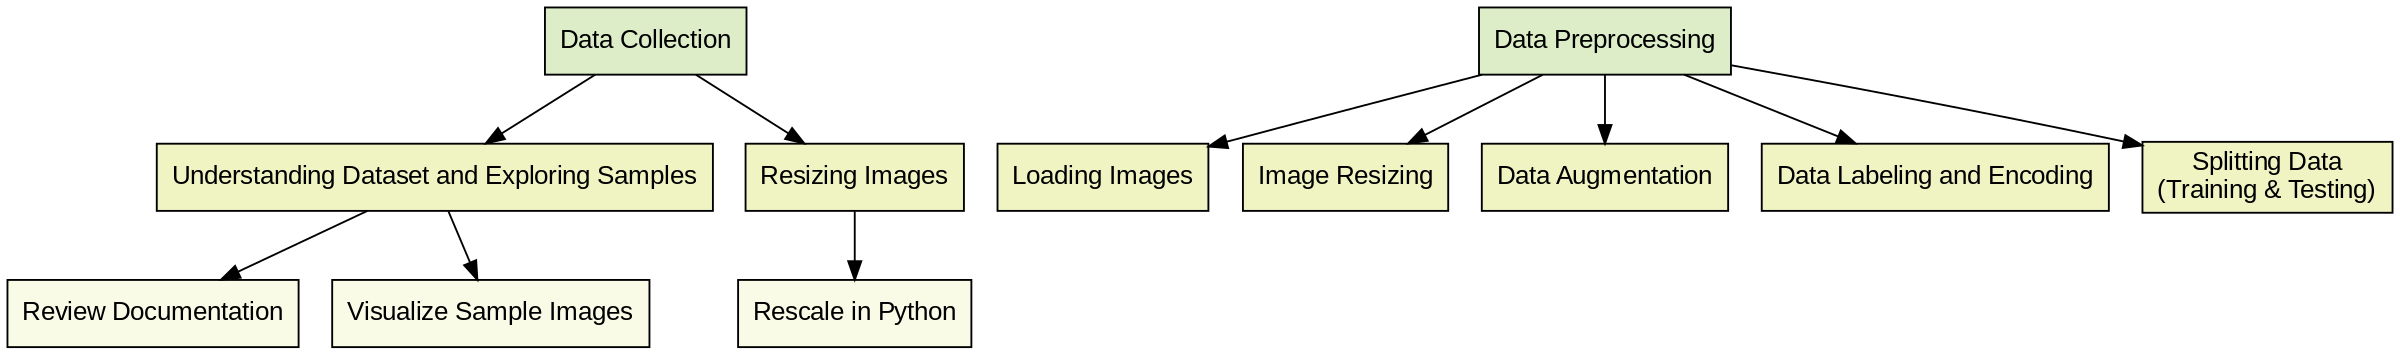 Data Collection
Data Preprocessing
Understanding Dataset and Exploring Samples
Resizing Images
Loading Images
Image Resizing
Data Augmentation
Data Labeling and Encoding
Splitting Data
(Training & Testing)
Review Documentation
Visualize Sample Images
Rescale in Python